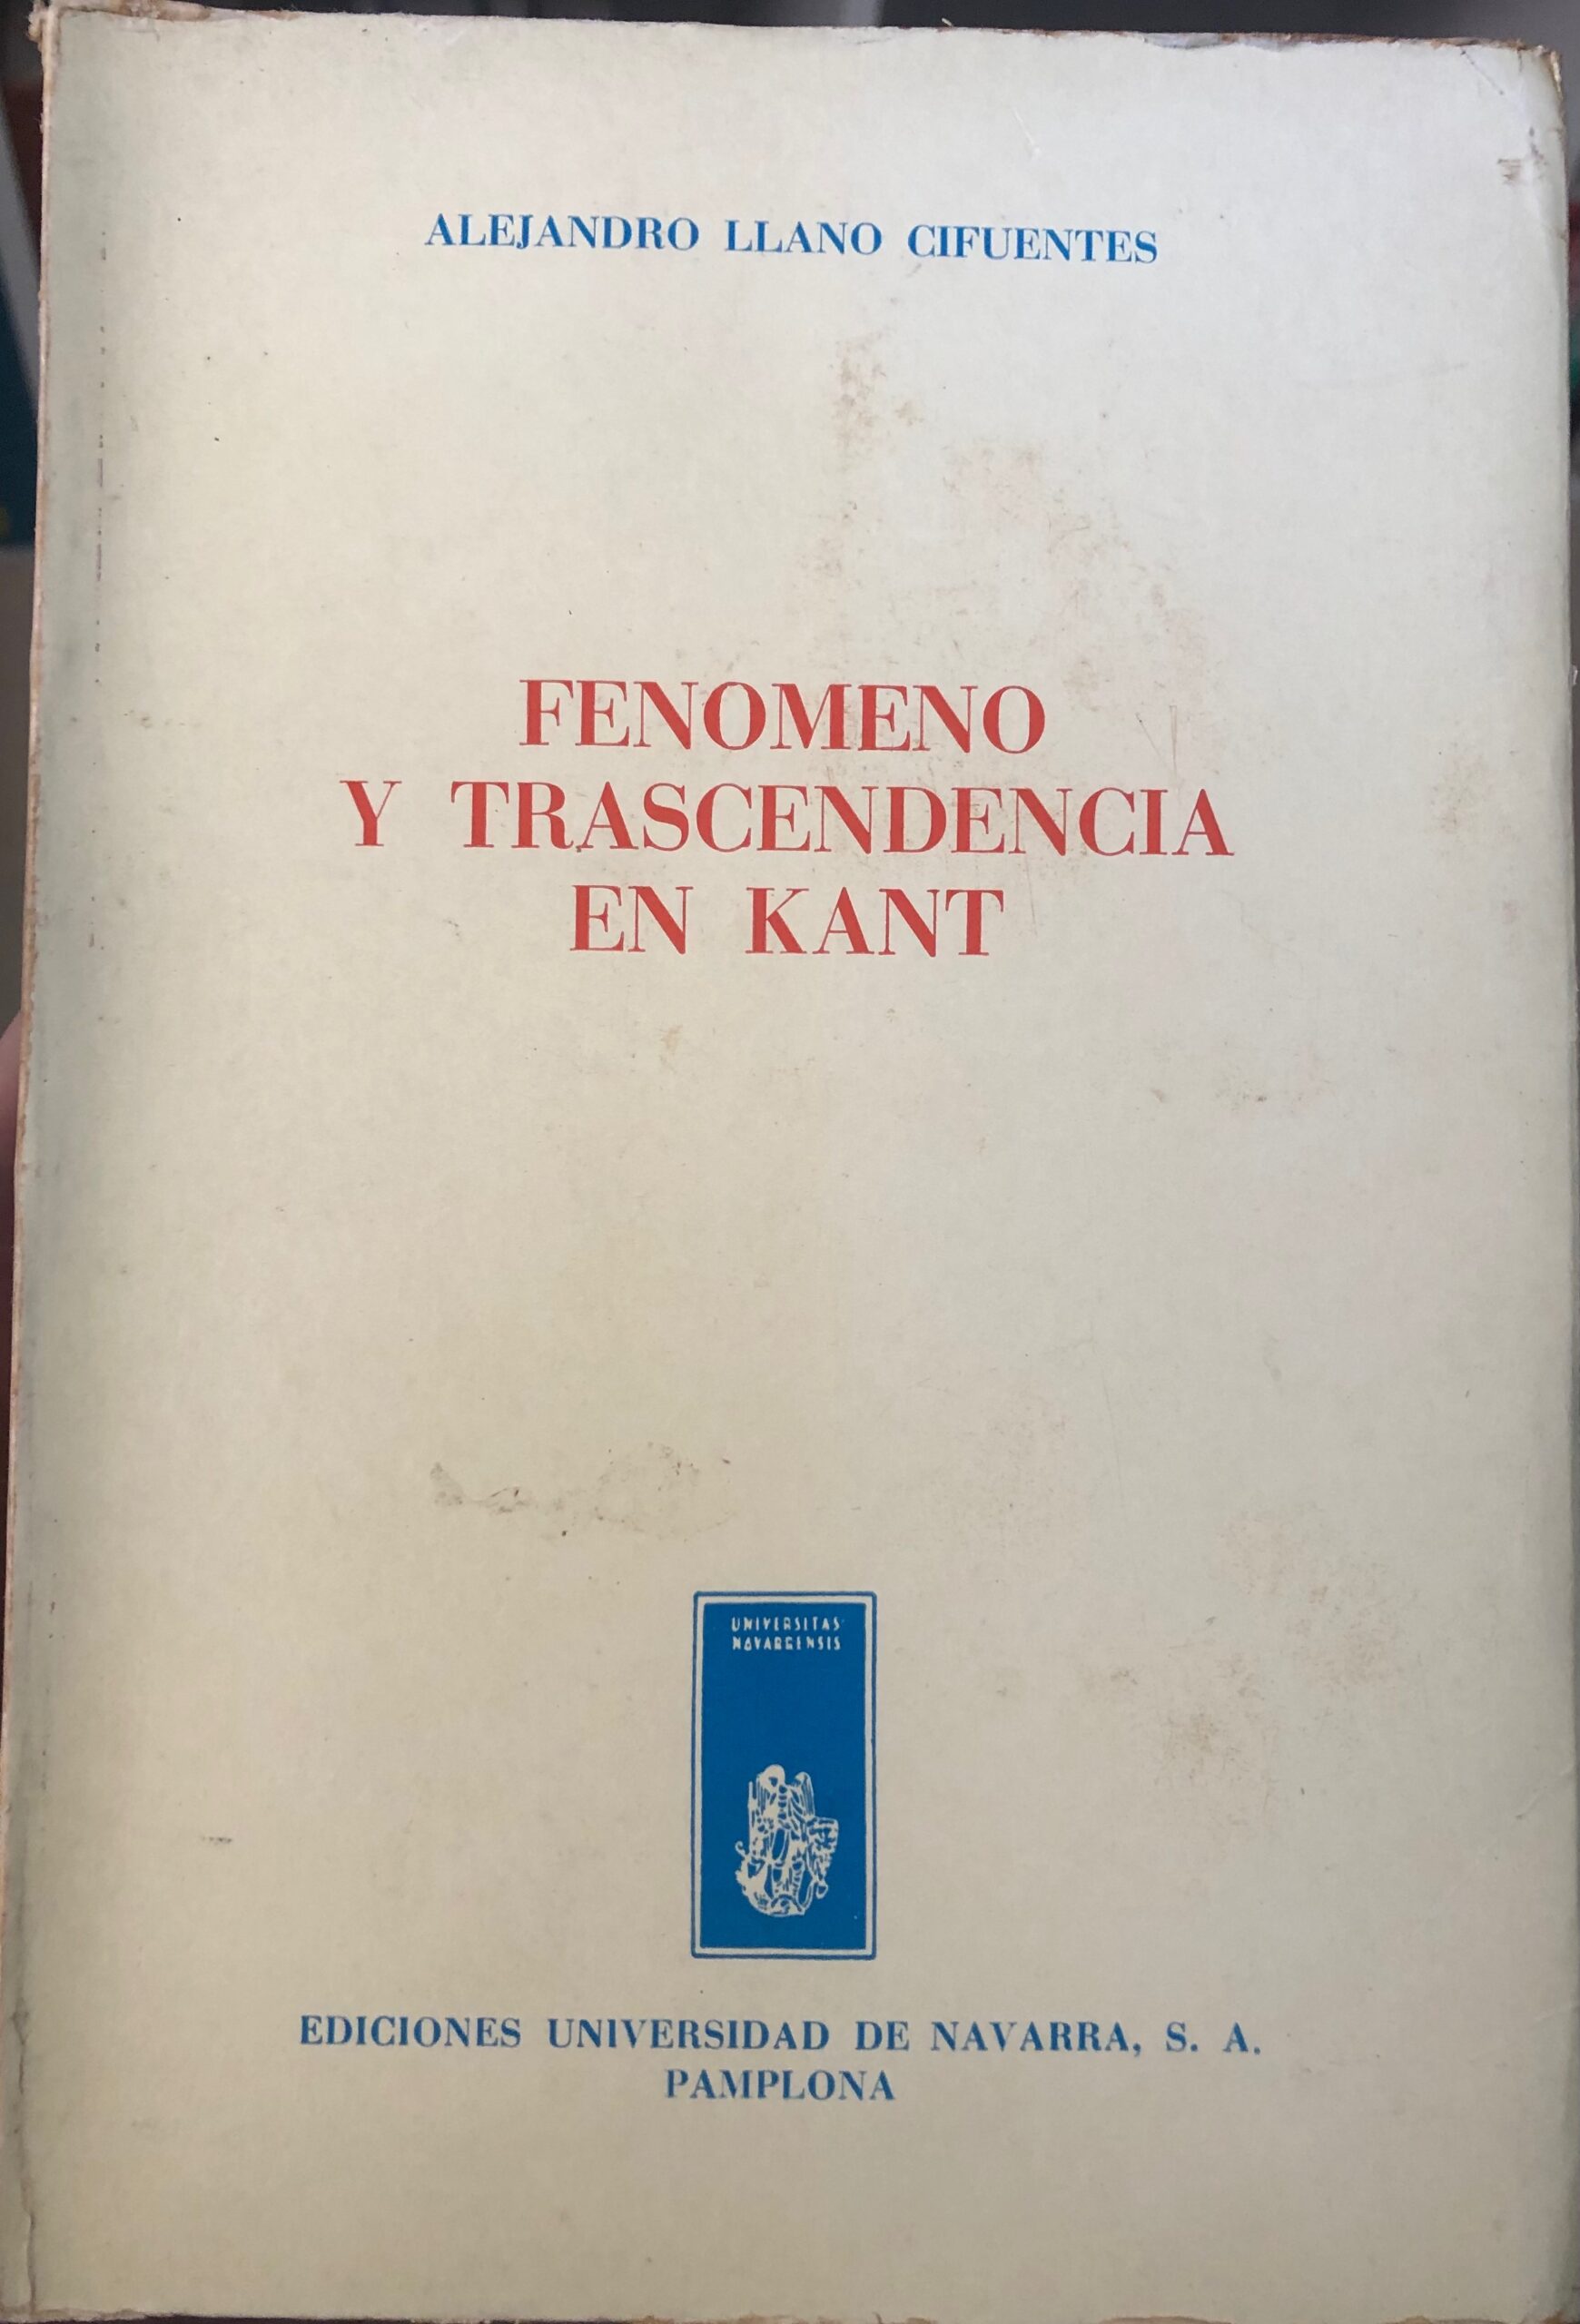 ALEJANDRO LLANO CIFUENTES
FENOMENO
Y TRASCENDENCIA
EN KANT
UNIVERSITAS
NAVARRENSIS
EDICIONES UNIVERSIDAD DE NAVARRA, S. A.
PAMPLONA